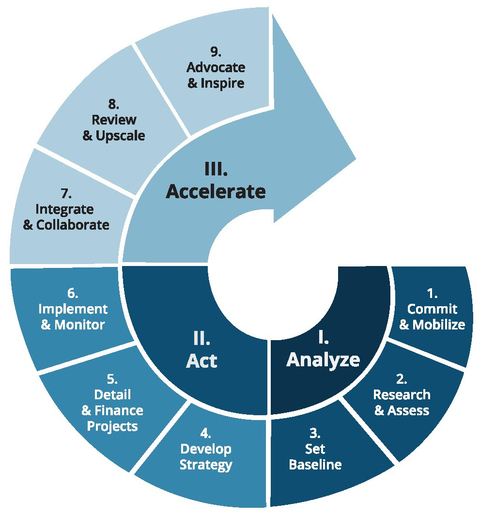 I.
Analyze
1.
Commit
& Mobilize
2.
Research
& Assess
3.
Set
Baseline
II.
Act
4.
Develop
Strategy
5.
Detail
& Finance
Projects
6.
Implement
& Monitor
III.
Accelerate
7.
Integrate
& Collaborate
8.
Review
& Upscale
9.
Advocate
& Inspire